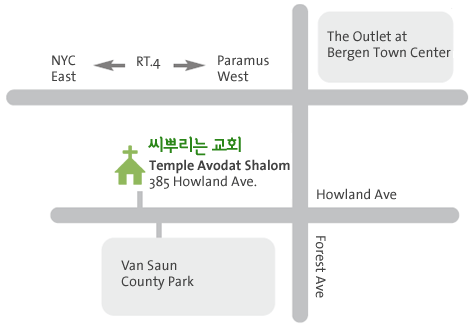 The Outlet at
Bergen Town Center
NYC
East
RT.4
Paramus
West
씨뿌리는 교회
Temple Avodat Shalom
385 Howland Ave.
Howland Ave
Forest Ave
Van Saun
County Park